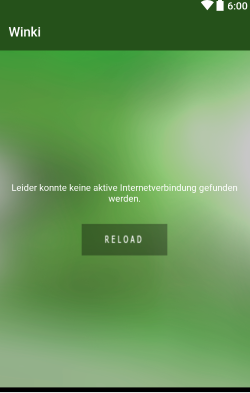 6:00
Winki
Leider konnte keine aktive Internetverbindung gefunden
werden.
RELOAD